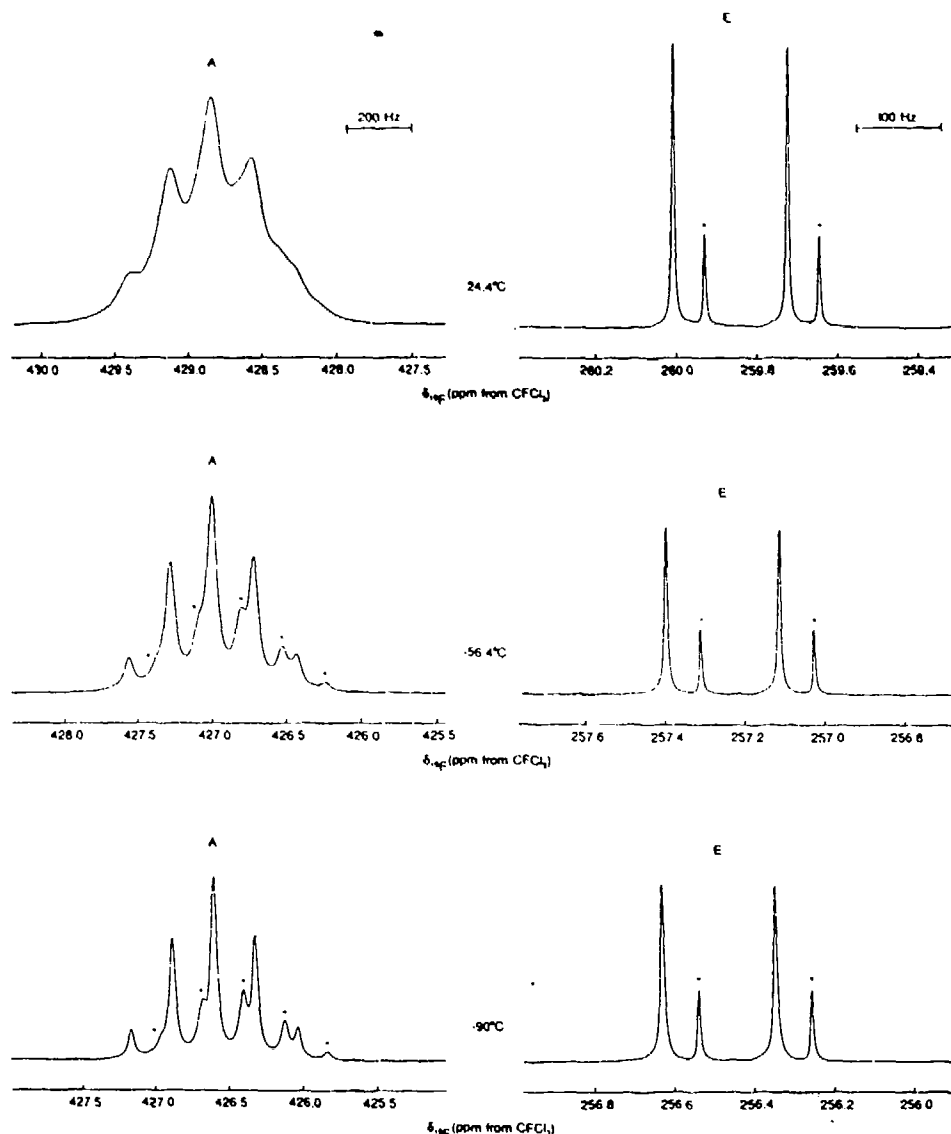 E
A
200 Hz
100 Hz
24.4°C
430.0 429.5 429.0 428.5 428.0 427.5
260.2 260.0 259.8 259.6 259.4
δ₁₉F (ppm from CFCl₃)
A
E
-56.4°C
428.0 427.5 427.0 426.5 426.0 425.5
257.6 257.4 257.2 257.0 256.8
δ₁₉F (ppm from CFCl₃)
A
E
-90°C
427.5 427.0 426.5 426.0 425.5
256.8 256.6 256.4 256.2 256.0
δ₁₉F (ppm from CFCl₃)